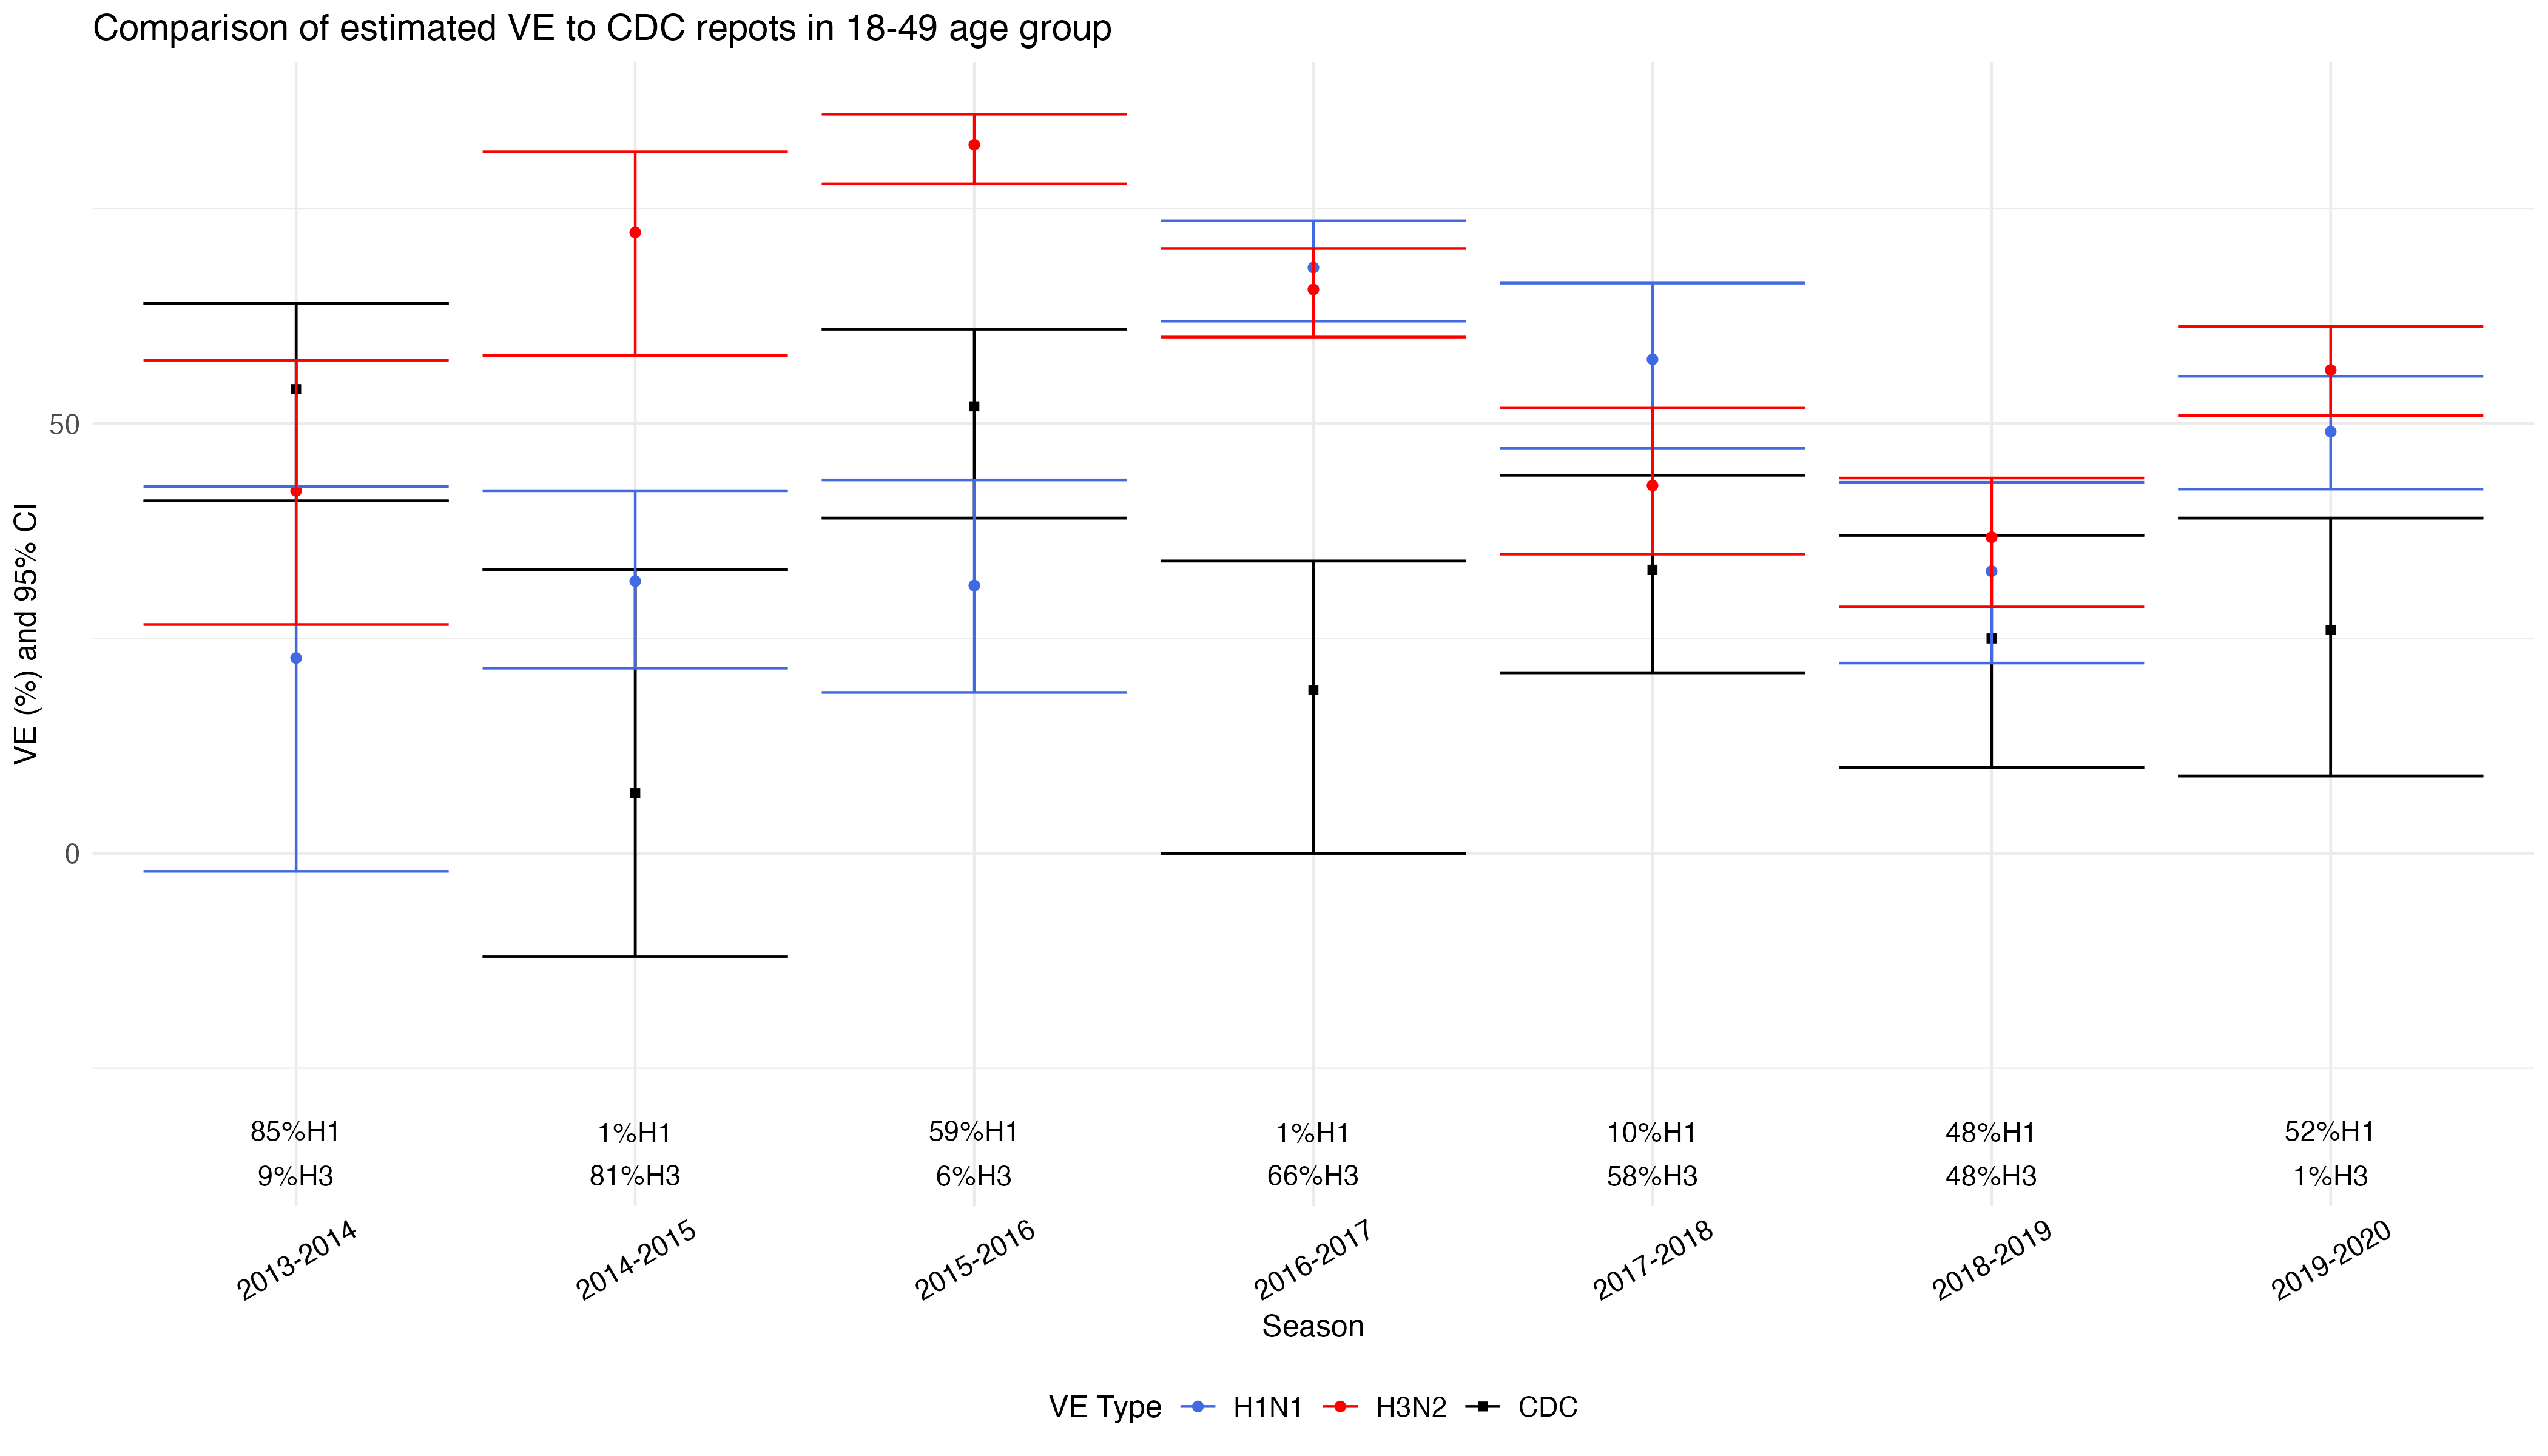 Comparison of estimated VE to CDC repots in 18-49 age group
VE (%) and 95% CI
50
0
85%H1
9%H3
1%H1
81%H3
59%H1
6%H3
1%H1
66%H3
10%H1
58%H3
48%H1
48%H3
52%H1
1%H3
2013-2014
2014-2015
2015-2016
2016-2017
2017-2018
2018-2019
2019-2020
Season
VE Type H1N1 H3N2 CDC